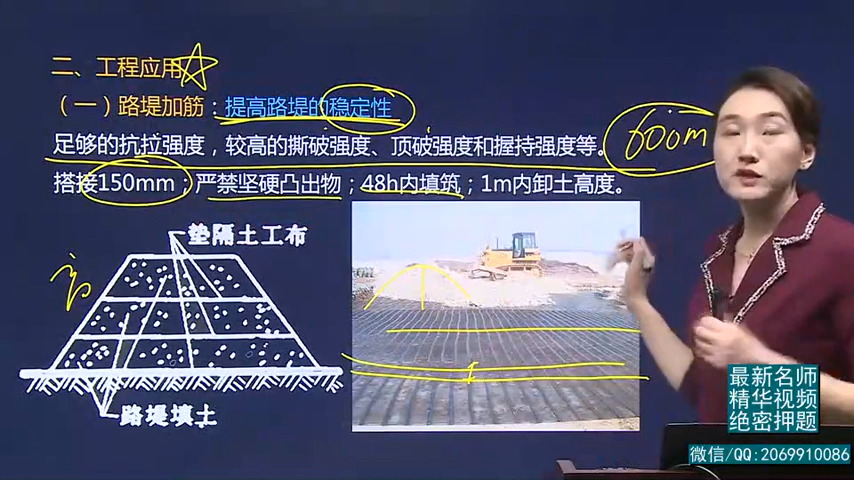 二、工程应用
（一）路堤加筋：提高路堤的稳定性
足够的抗拉强度，较高的撕破强度、顶破强度和握持强度等。
600m
搭接150mm；严禁坚硬凸出物；48h内填筑；1m内卸土高度。
垫隔土工布
路堤填土
最新名师
精华视频
绝密押题
微信/QQ:2069910086